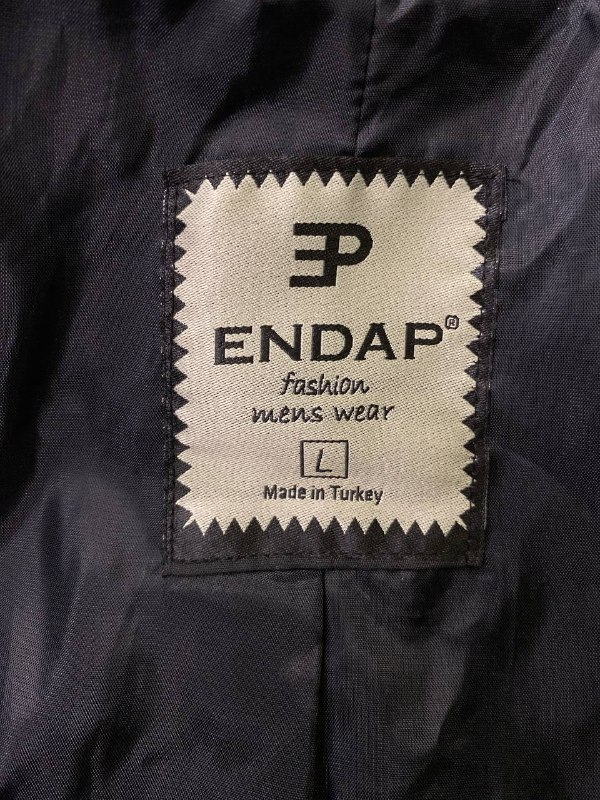 EP
ENDAP®
fashion
mens wear
L
Made in Turkey